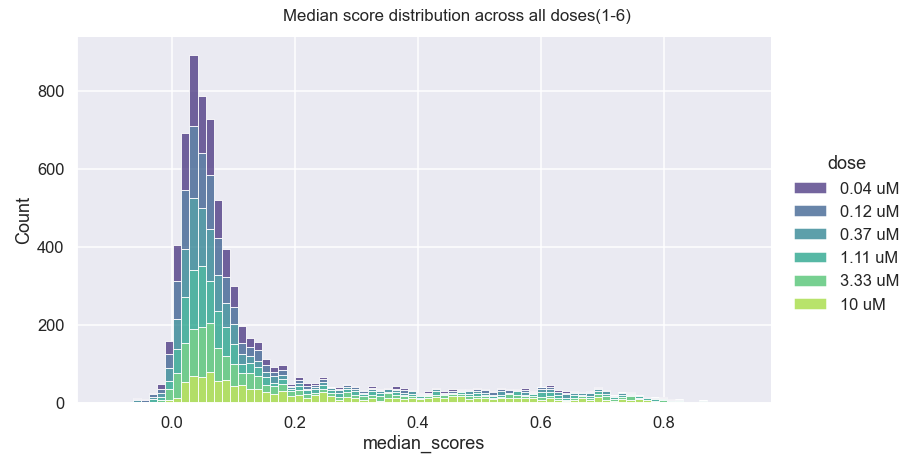 Median score distribution across all doses(1-6)
Count
800
600
400
200
0
0.0 0.2 0.4 0.6 0.8
median_scores
dose
0.04 uM
0.12 uM
0.37 uM
1.11 uM
3.33 uM
10 uM